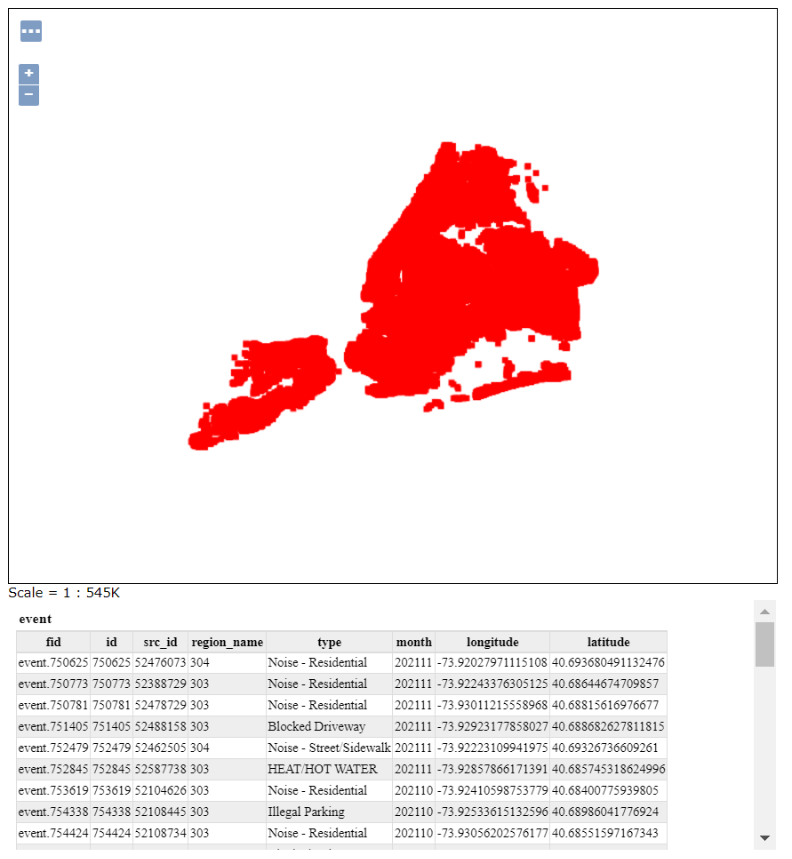 ...
+
−
Scale = 1 : 545K
event
fid id src_id region_name type month longitude latitude
event.750625 750625 52476073 304 Noise - Residential 202111 -73.92027971115108 40.693680491132476
event.750773 750773 52388729 303 Noise - Residential 202111 -73.92243376305125 40.68644674709857
event.750781 750781 52478729 303 Noise - Residential 202111 -73.93011215558968 40.68815616976677
event.751405 751405 52488158 303 Blocked Driveway 202111 -73.92923177858027 40.688682627811815
event.752479 752479 52462505 304 Noise - Street/Sidewalk 202111 -73.92223109941975 40.69326736609261
event.752845 752845 52587738 303 HEAT/HOT WATER 202111 -73.92857866171391 40.685745318624996
event.753619 753619 52104626 303 Noise - Residential 202110 -73.92410598753779 40.68400775939805
event.754338 754338 52108445 303 Illegal Parking 202110 -73.92533615132596 40.68986041776924
event.754424 754424 52108734 303 Noise - Residential 202110 -73.93056202576177 40.68551597167343